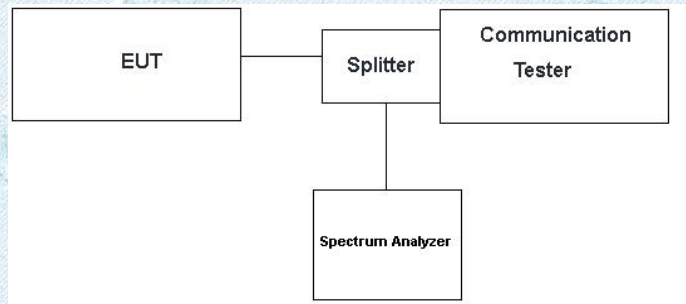 EUT
Splitter
Communication
Tester
Spectrum Analyzer